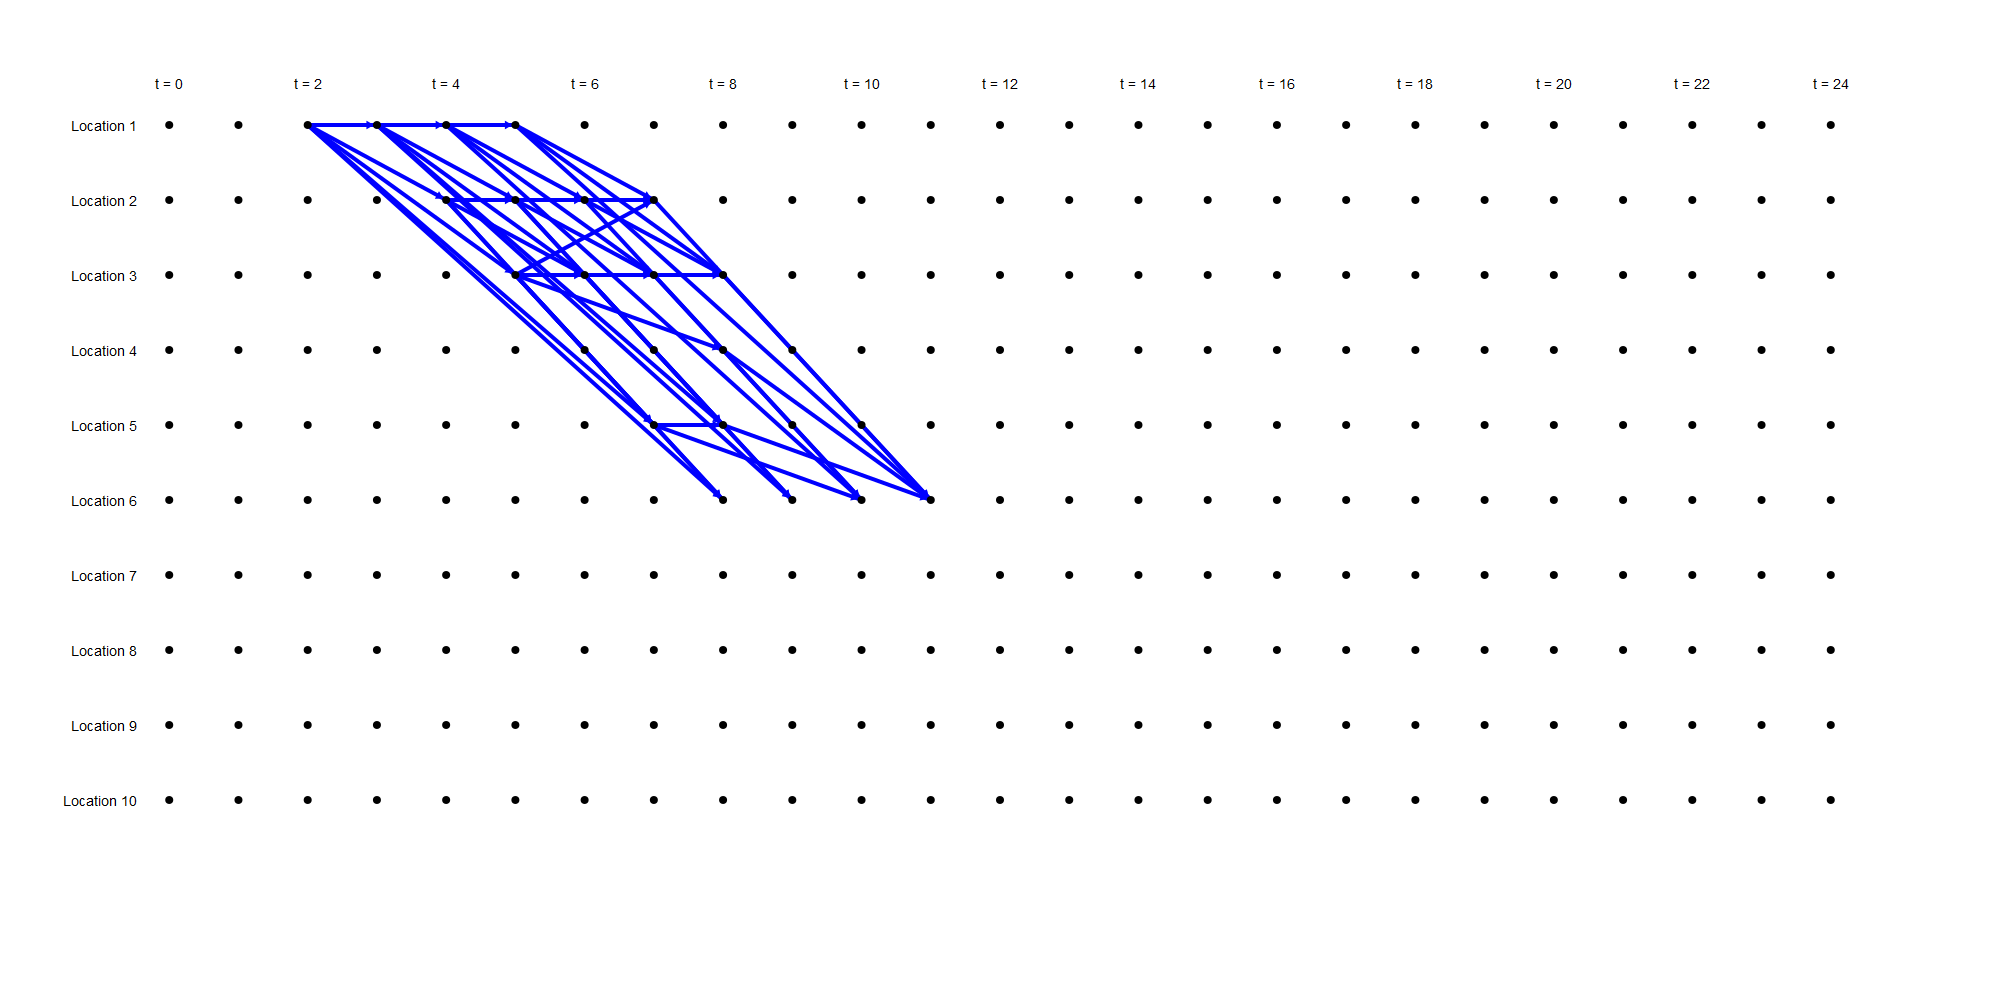 t = 0 t = 2 t = 4 t = 6 t = 8 t = 10 t = 12 t = 14 t = 16 t = 18 t = 20 t = 22 t = 24
Location 1
Location 2
Location 3
Location 4
Location 5
Location 6
Location 7
Location 8
Location 9
Location 10